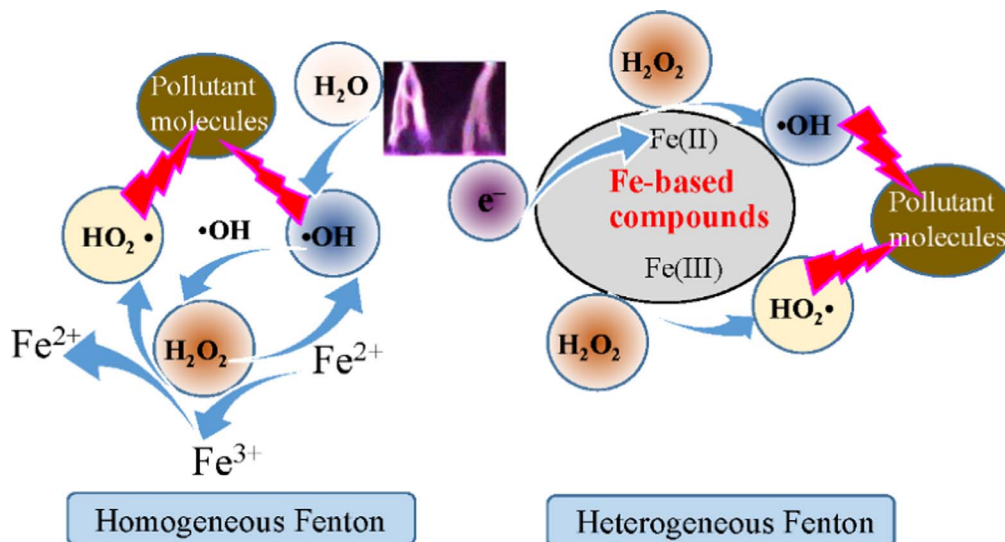 Pollutant
molecules
H₂O
HO₂ •
•OH
•OH
H₂O₂
Fe²⁺
Fe²⁺
Fe³⁺
Homogeneous Fenton
H₂O₂
•OH
Fe(II)
e⁻
Fe-based
compounds
Pollutant
molecules
Fe(III)
HO₂•
H₂O₂
Heterogeneous Fenton